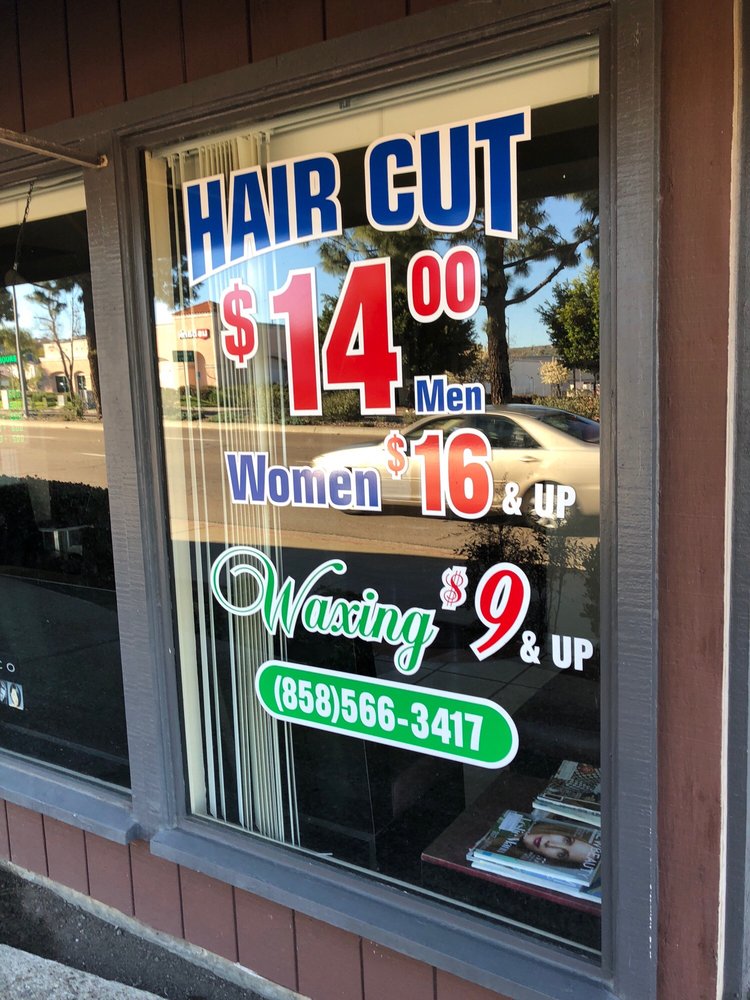 HAIR CUT
$14.00
Men
Women $16 & UP
Waxing $9 & UP
(858)566-3417